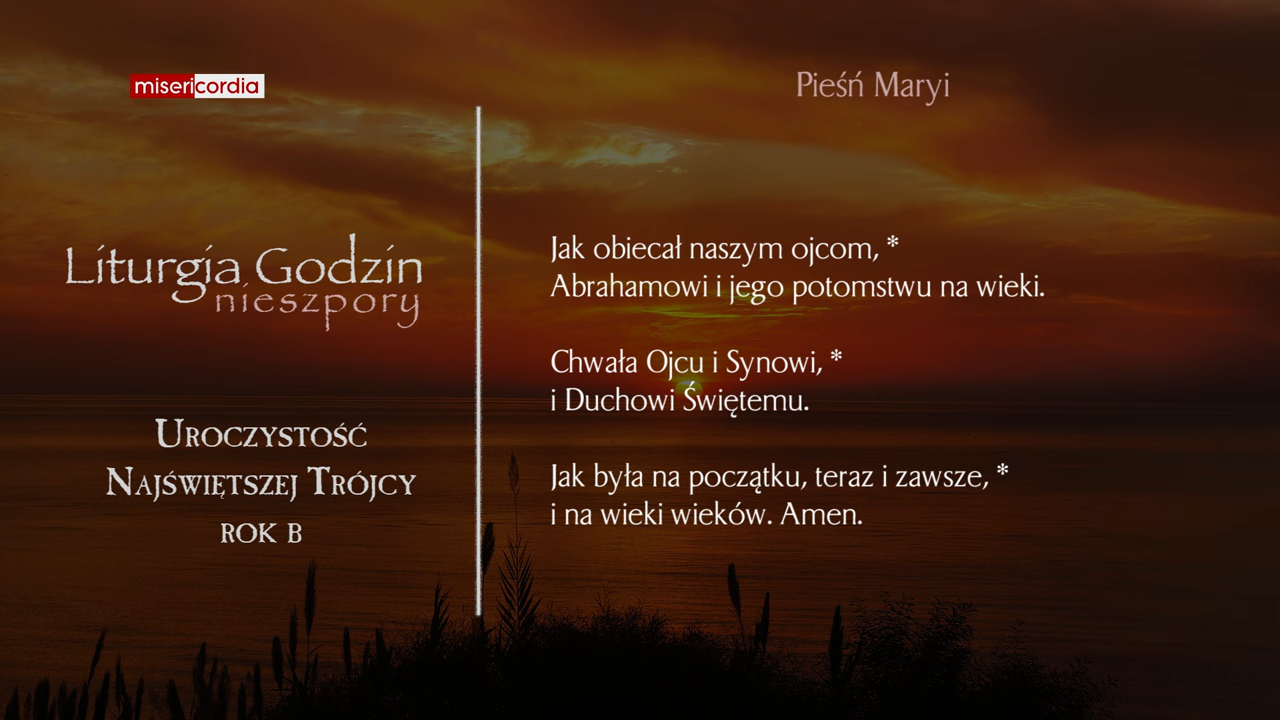 misericordia
Liturgia Godzin
nieszpory
Uroczystość
Najświętszej Trójcy
rok B
Pieśń Maryi
Jak obiecał naszym ojcom, *
Abrahamowi i jego potomstwu na wieki.
Chwała Ojcu i Synowi, *
i Duchowi Świętemu.
Jak była na początku, teraz i zawsze, *
i na wieki wieków. Amen.